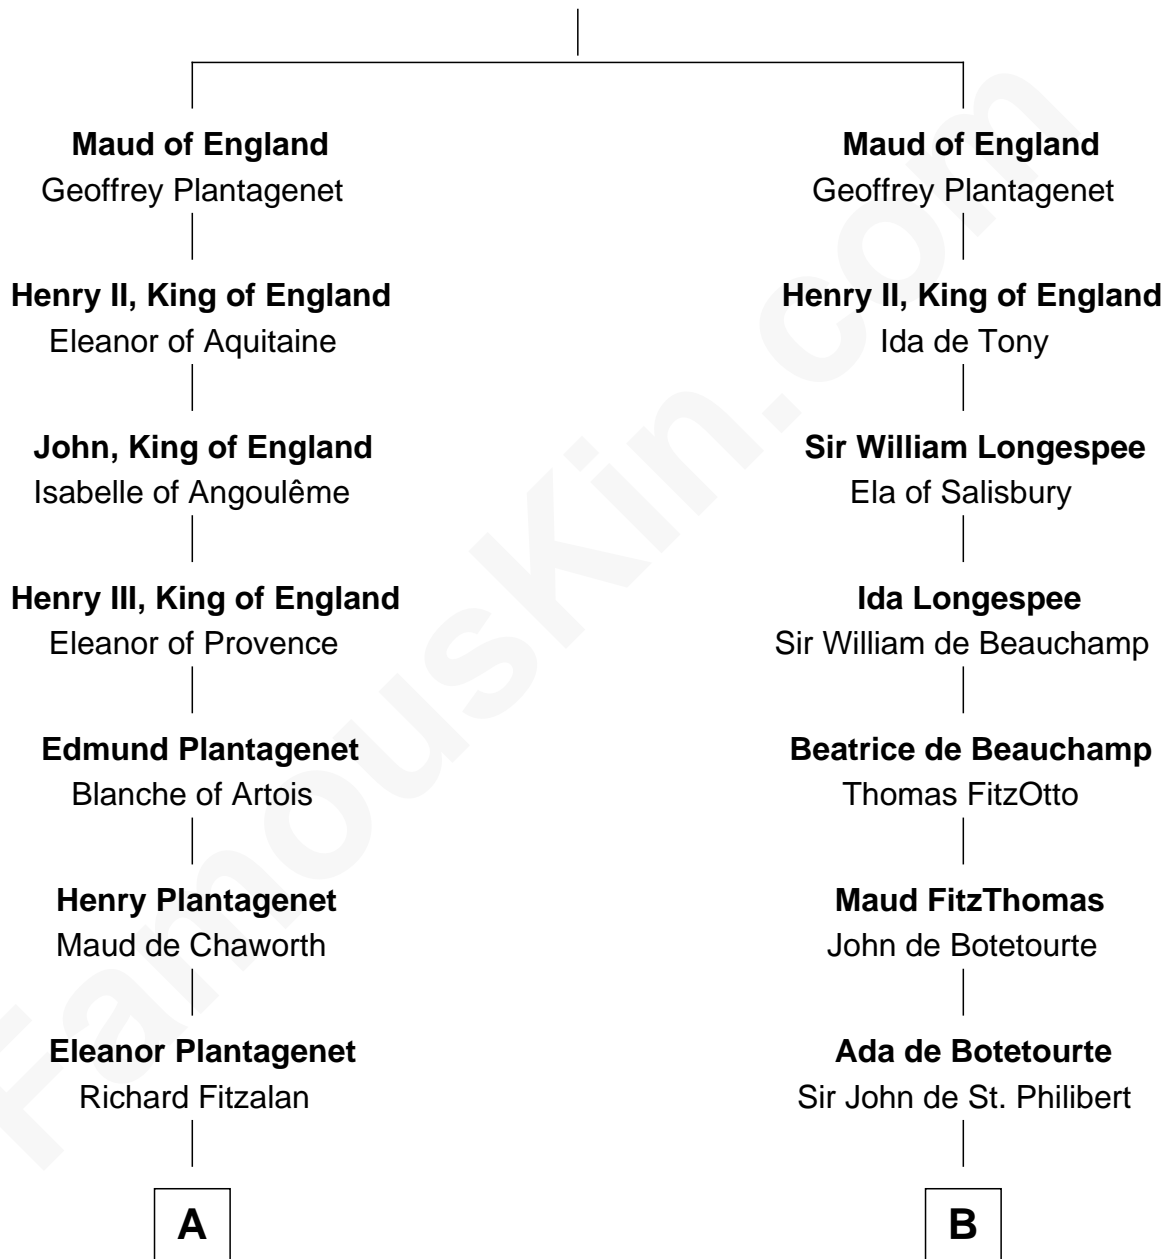 Maud of England
Geoffrey Plantagenet
Henry II, King of England
Eleanor of Aquitaine
John, King of England
Isabelle of Angoulême
Henry III, King of England
Eleanor of Provence
Edmund Plantagenet
Blanche of Artois
Henry Plantagenet
Maud de Chaworth
Eleanor Plantagenet
Richard Fitzalan
A
Maud of England
Geoffrey Plantagenet
Henry II, King of England
Ida de Tony
Sir William Longespee
Ela of Salisbury
Ida Longespee
Sir William de Beauchamp
Beatrice de Beauchamp
Thomas FitzOtto
Maud FitzThomas
John de Botetourte
Ada de Botetourte
Sir John de St. Philibert
B
FamousKin.com